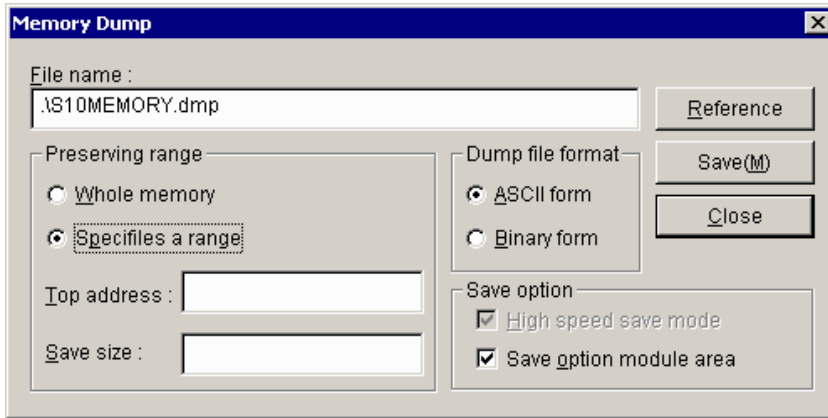 Memory Dump
File name :
.\S10MEMORY.dmp
Reference
Preserving range
Dump file format
Save(M)
Whole memory
ASCII form
Close
Specifiles a range
Binary form
Top address :
Save option
High speed save mode
Save size :
Save option module area